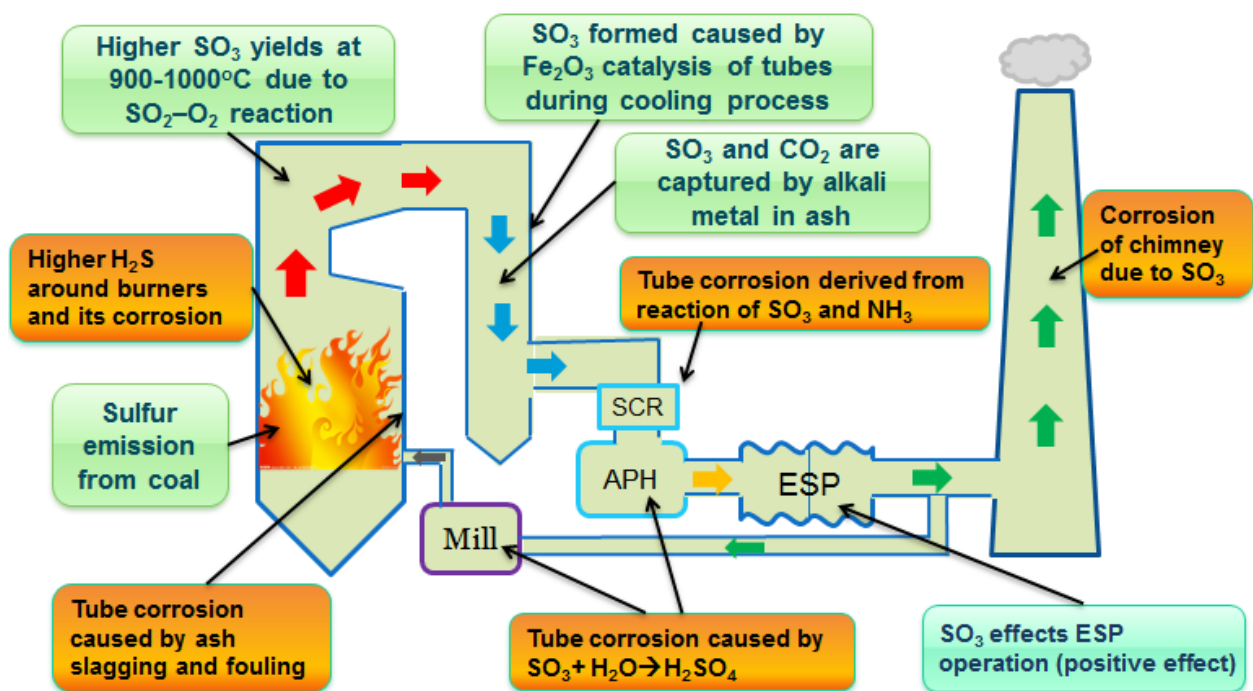 Higher SO₃ yields at
900-1000°C due to
SO₂–O₂ reaction
SO₃ formed caused by
Fe₂O₃ catalysis of tubes
during cooling process
SO₃ and CO₂ are
captured by alkali
metal in ash
Higher H₂S
around burners
and its corrosion
Tube corrosion derived from
reaction of SO₃ and NH₃
Corrosion
of chimney
due to SO₃
Sulfur
emission
from coal
SCR
APH
ESP
Mill
Tube corrosion
caused by ash
slagging and fouling
Tube corrosion caused by
SO₃+ H₂O→H₂SO₄
SO₃ effects ESP
operation (positive effect)